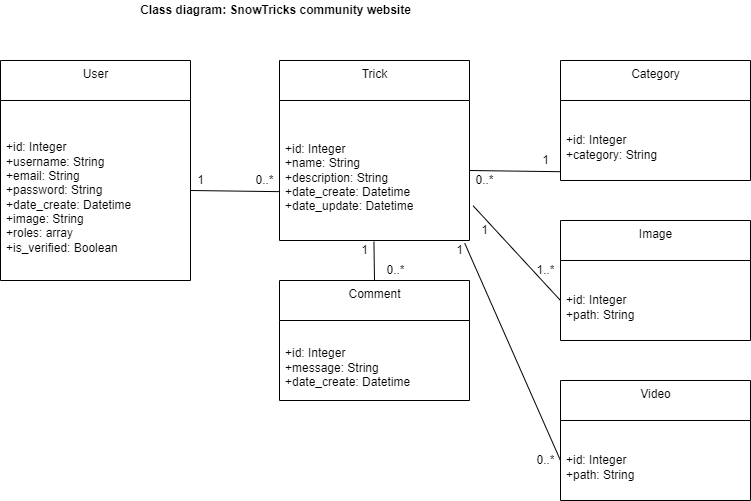 Class diagram: SnowTricks community website
User
+id: Integer
+username: String
+email: String
+password: String
+date_create: Datetime
+image: String
+roles: array
+is_verified: Boolean
1
0..*
Trick
+id: Integer
+name: String
+description: String
+date_create: Datetime
+date_update: Datetime
1
0..*
Category
+id: Integer
+category: String
1
1..*
Image
+id: Integer
+path: String
1
0..*
Comment
+id: Integer
+message: String
+date_create: Datetime
1
0..*
Video
+id: Integer
+path: String